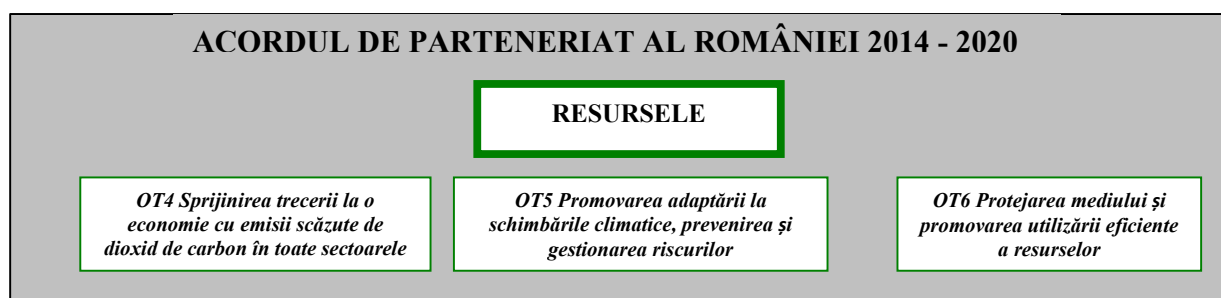 ACORDUL DE PARTENERIAT AL ROMÂNIEI 2014 - 2020
RESURSELE
OT4 Sprijinirea trecerii la o
economie cu emisii scăzute de
dioxid de carbon în toate sectoarele
OT5 Promovarea adaptării la
schimbările climatice, prevenirea și
gestionarea riscurilor
OT6 Protejarea mediului și
promovarea utilizării eficiente
a resurselor